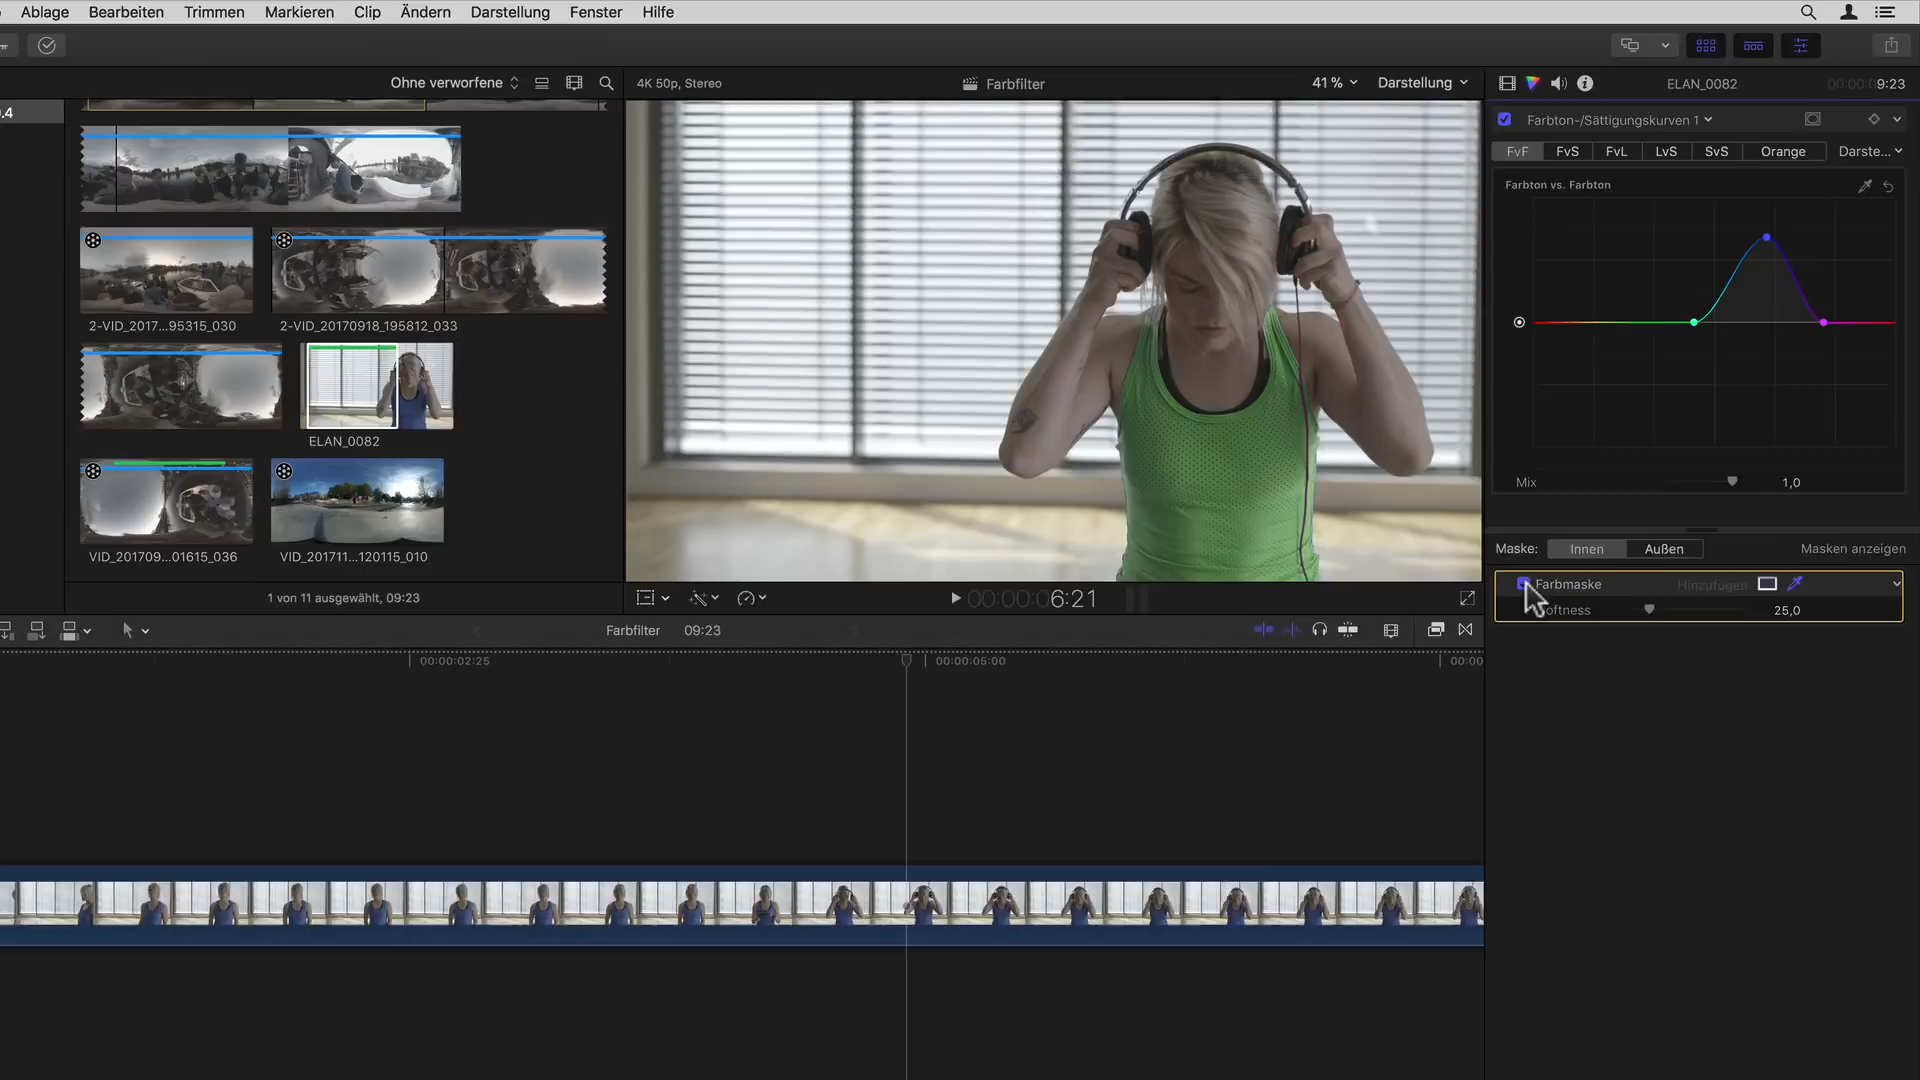 Ablage Bearbeiten Trimmen Markieren Clip Ändern Darstellung Fenster Hilfe
Ohne verworfene
4K 50p, Stereo
Farbfilter
41 %
Darstellung
ELAN_0082
00:00:09:23
.4
Farbton-/Sättigungskurven 1
FvF FvS FvL LvS SvS Orange Darste...
Farbton vs. Farbton
2-VID_2017...95315_030
2-VID_20170918_195812_033
ELAN_0082
Mix 1,0
VID_201709...01615_036
VID_201711...120115_010
Maske: Innen Außen Masken anzeigen
Farbmaske Hinzufügen
oftness 25,0
1 von 11 ausgewählt, 09:23
00:00:06:21
Farbfilter 09:23
00:00:02:25
00:00:05:00
00:00